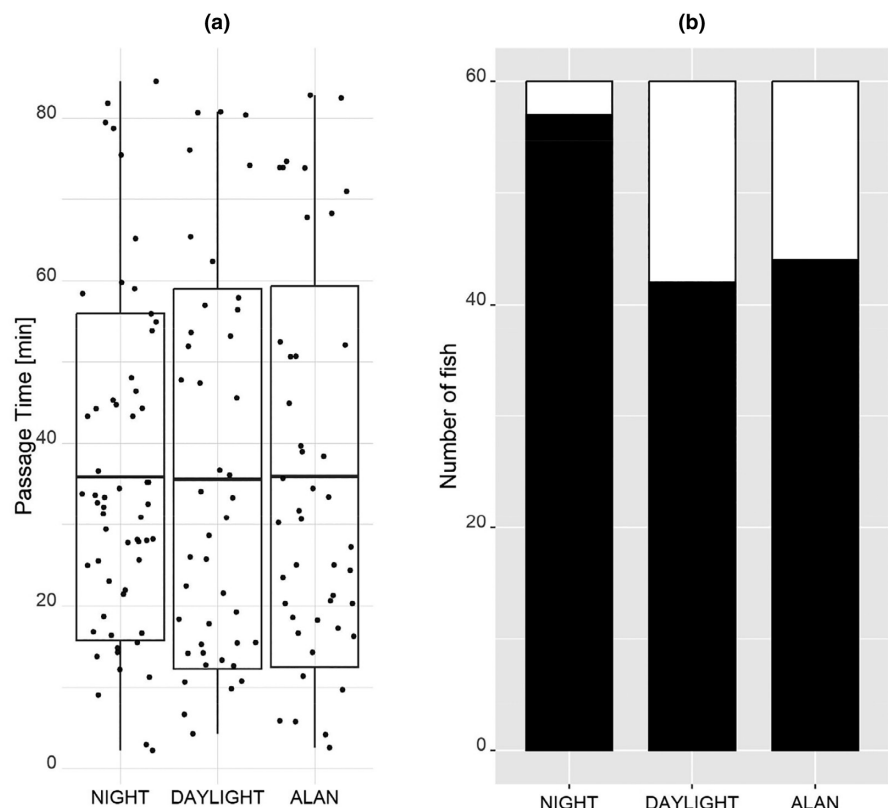 (a)
80
60
40
20
0
Passage Time [min]
NIGHT DAYLIGHT ALAN
(b)
60
40
20
0
Number of fish
NIGHT DAYLIGHT ALAN